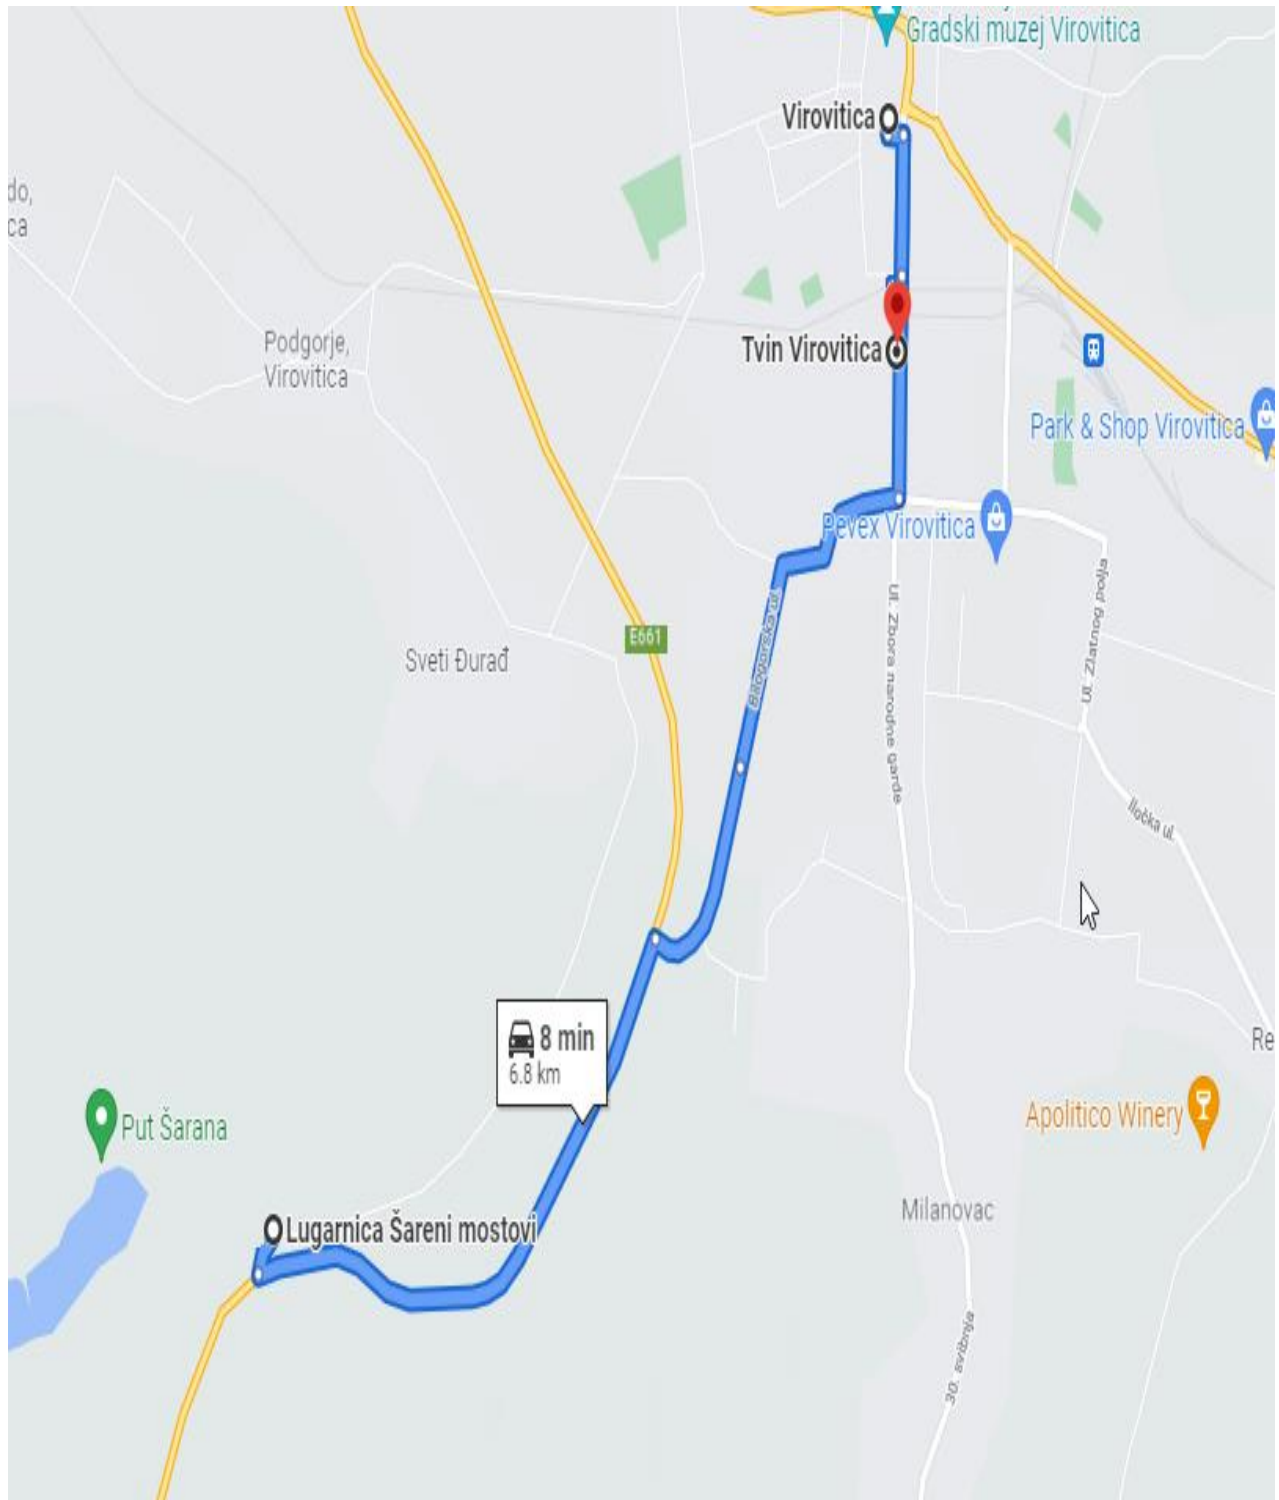 Gradski muzej Virovitica
Virovitica
do,
ca
Podgorje,
Virovitica
Tvin Virovitica
Park & Shop Virovitica
Pevex Virovitica
Ul. Zbora narodne garde
Ul. Zlatnog polja
Bilogorska ul.
E661
Sveti Đurađ
Iločka ul.
8 min
6.8 km
Re
Put Šarana
Apolitico Winery
Milanovac
Lugarnica Šareni mostovi
30. svibnja